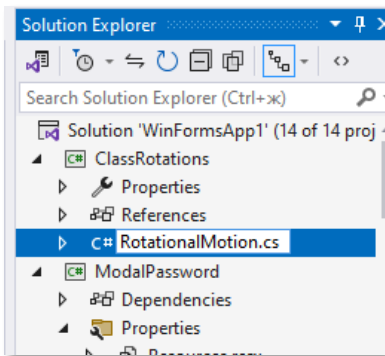 Solution Explorer
Search Solution Explorer (Ctrl+ж)
Solution 'WinFormsApp1' (14 of 14 proj
C# ClassRotations
Properties
References
C# RotationalMotion.cs
C# ModalPassword
Dependencies
Properties